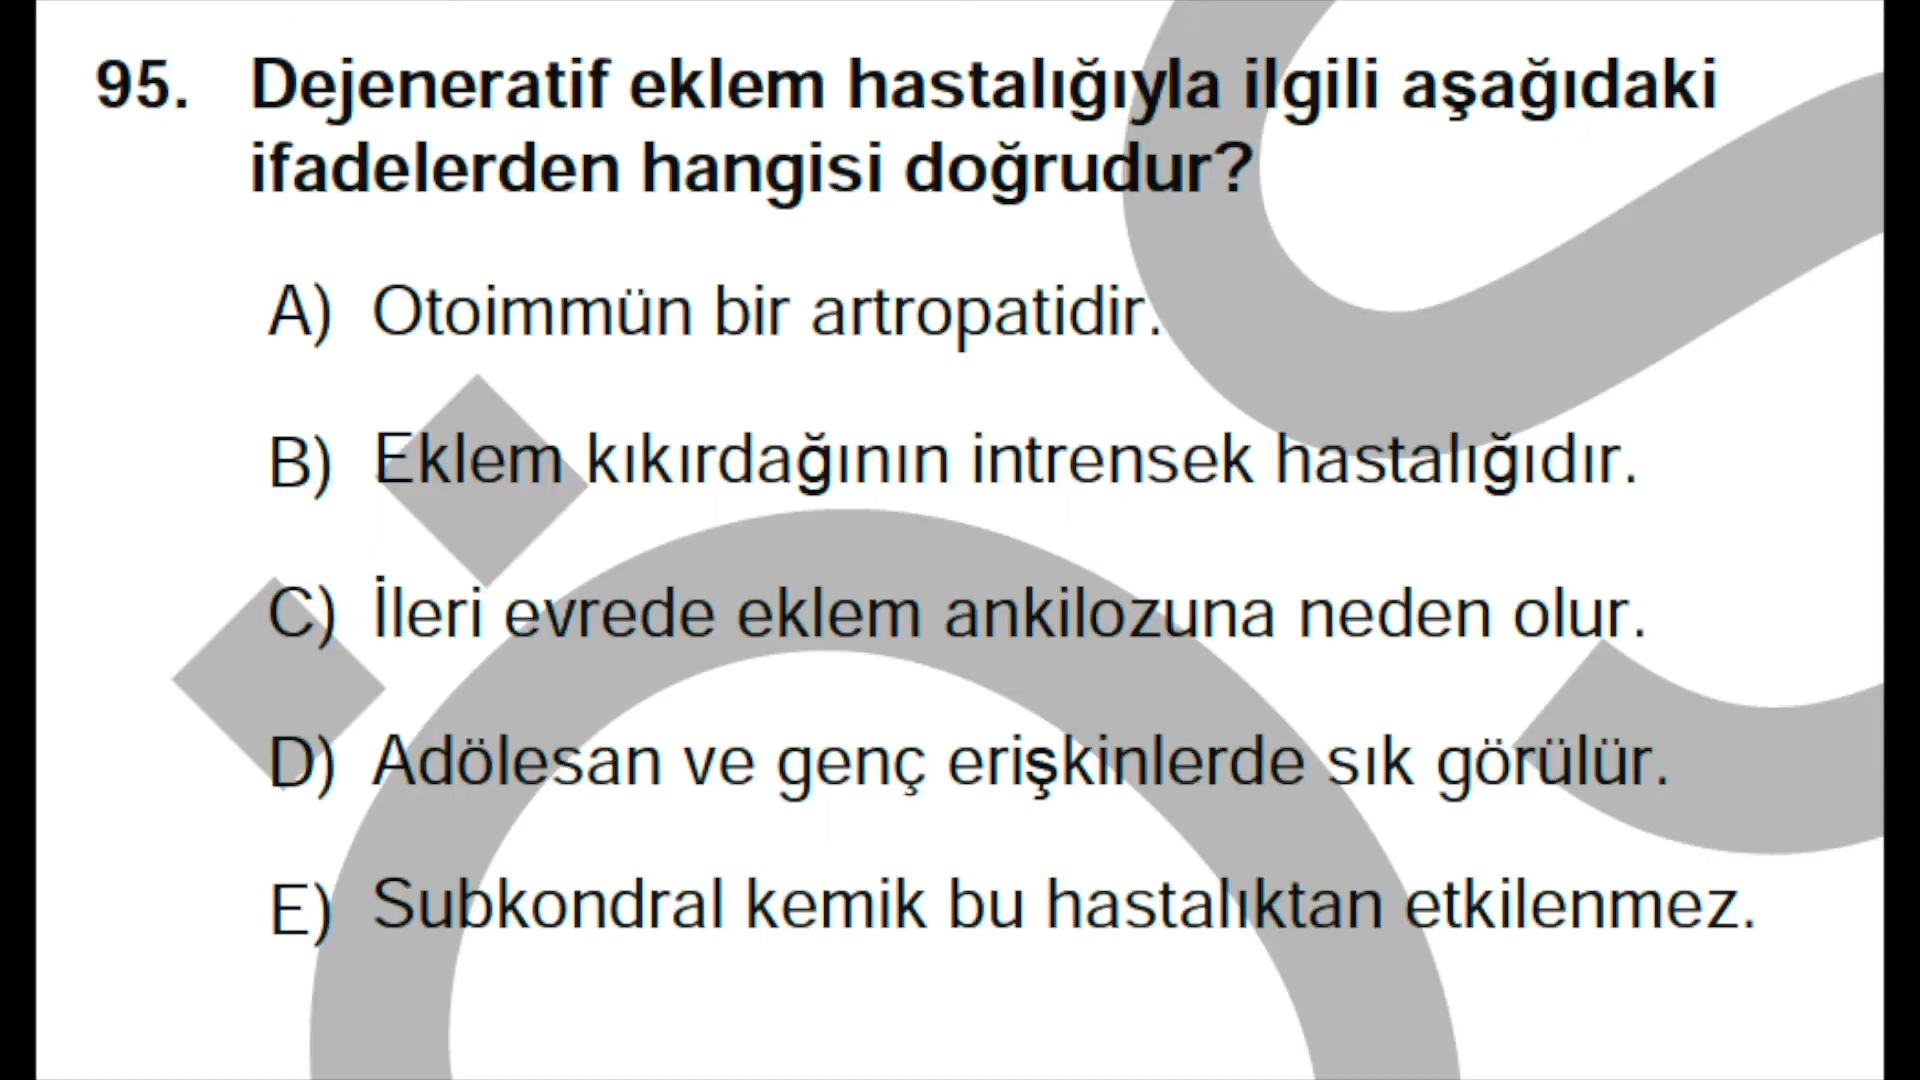 95. Dejeneratif eklem hastalığıyla ilgili aşağıdaki
ifadelerden hangisi doğrudur?
A) Otoimmün bir artropatidir.
B) Eklem kıkırdağının intrensek hastalığıdır.
C) İleri evrede eklem ankilozuna neden olur.
D) Adölesan ve genç erişkinlerde sık görülür.
E) Subkondral kemik bu hastalıktan etkilenmez.